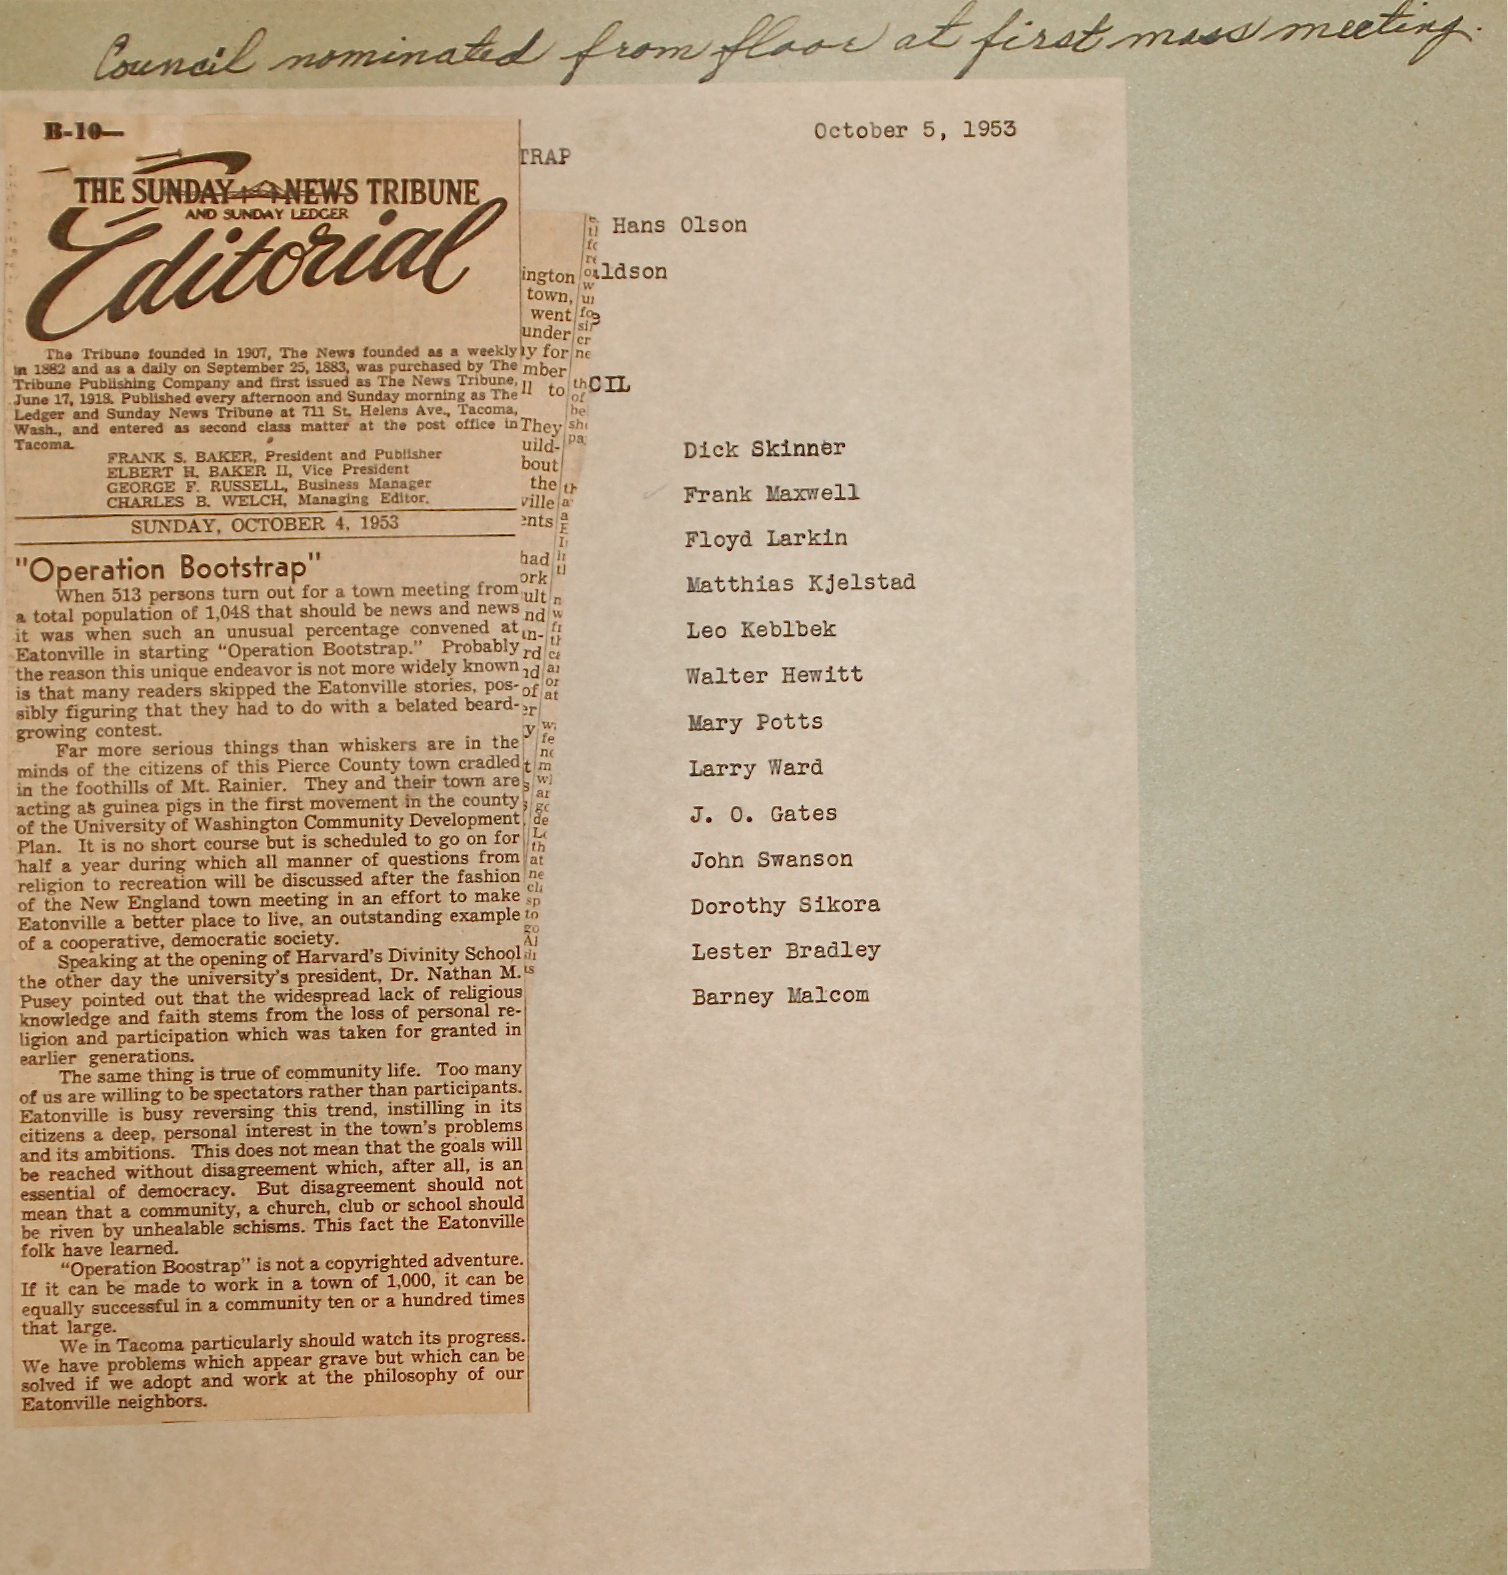 Council nominated from floor at first mass meeting.
October 5, 1953
TRAP
Hans Olson
ldson
CIL
Dick Skinner
Frank Maxwell
Floyd Larkin
Matthias Kjelstad
Leo Keblbek
Walter Hewitt
Mary Potts
Larry Ward
J. O. Gates
John Swanson
Dorothy Sikora
Lester Bradley
Barney Malcom
B-10—
THE SUNDAY NEWS TRIBUNE
AND SUNDAY LEDGER
Editorial
The Tribune founded in 1907, The News founded as a weekly
in 1882 and as a daily on September 25, 1883, was purchased by The
Tribune Publishing Company and first issued as The News Tribune,
June 17, 1918. Published every afternoon and Sunday morning as The
Ledger and Sunday News Tribune at 711 St. Helens Ave., Tacoma,
Wash., and entered as second class matter at the post office in
Tacoma.
FRANK S. BAKER, President and Publisher
ELBERT H. BAKER II, Vice President
GEORGE F. RUSSELL, Business Manager
CHARLES B. WELCH, Managing Editor.
SUNDAY, OCTOBER 4, 1953
"Operation Bootstrap"
When 513 persons turn out for a town meeting from
a total population of 1,048 that should be news and news
it was when such an unusual percentage convened at
Eatonville in starting "Operation Bootstrap." Probably
the reason this unique endeavor is not more widely known
is that many readers skipped the Eatonville stories, pos-
sibly figuring that they had to do with a belated beard-
growing contest.
Far more serious things than whiskers are in the
minds of the citizens of this Pierce County town cradled
in the foothills of Mt. Rainier. They and their town are
acting as guinea pigs in the first movement in the county
of the University of Washington Community Development
Plan. It is no short course but is scheduled to go on for
half a year during which all manner of questions from
religion to recreation will be discussed after the fashion
of the New England town meeting in an effort to make
Eatonville a better place to live, an outstanding example
of a cooperative, democratic society.
Speaking at the opening of Harvard's Divinity School
the other day the university's president, Dr. Nathan M.
Pusey pointed out that the widespread lack of religious
knowledge and faith stems from the loss of personal re-
ligion and participation which was taken for granted in
earlier generations.
The same thing is true of community life. Too many
of us are willing to be spectators rather than participants.
Eatonville is busy reversing this trend, instilling in its
citizens a deep, personal interest in the town's problems
and its ambitions. This does not mean that the goals will
be reached without disagreement which, after all, is an
essential of democracy. But disagreement should not
mean that a community, a church, club or school should
be riven by unhealable schisms. This fact the Eatonville
folk have learned.
"Operation Boostrap" is not a copyrighted adventure.
If it can be made to work in a town of 1,000, it can be
equally successful in a community ten or a hundred times
that large.
We in Tacoma particularly should watch its progress.
We have problems which appear grave but which can be
solved if we adopt and work at the philosophy of our
Eatonville neighbors.
ington
town,
went
under
y for
mber
ll to
They
uild-
bout
the
ville
ents
had
ork
ult
nd